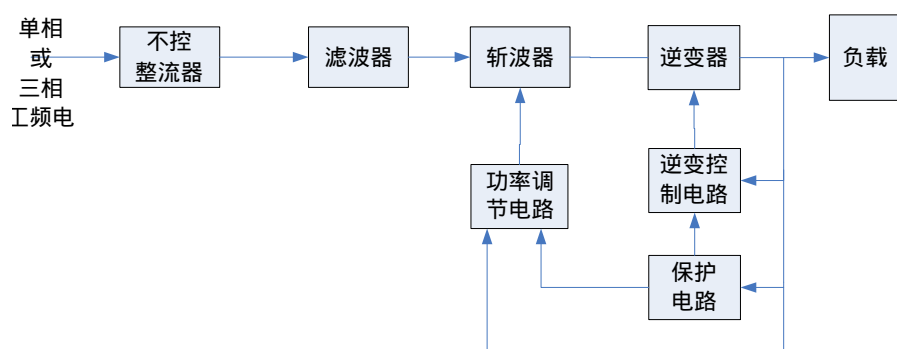 单相
或
三相
工频电
不控
整流器
滤波器
斩波器
逆变器
负载
功率调
节电路
逆变控
制电路
保护
电路